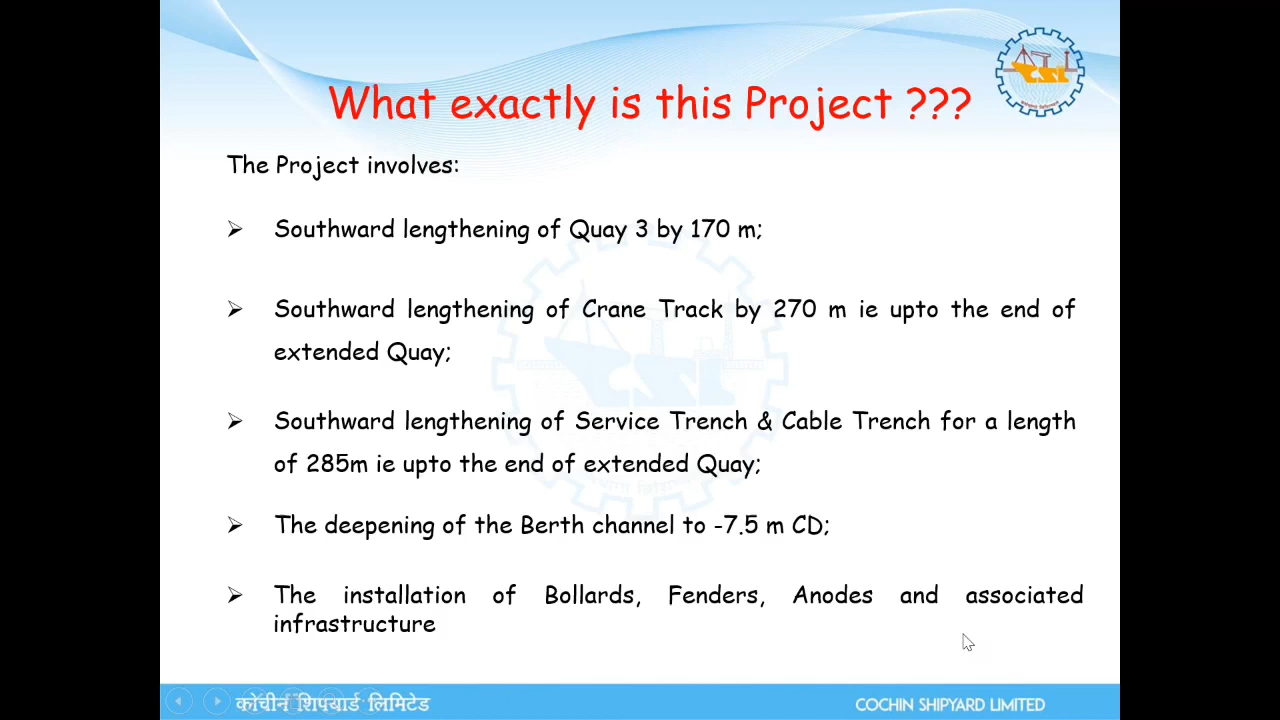 What exactly is this Project ???
The Project involves:
➢ Southward lengthening of Quay 3 by 170 m;
➢ Southward lengthening of Crane Track by 270 m ie upto the end of
extended Quay;
➢ Southward lengthening of Service Trench & Cable Trench for a length
of 285m ie upto the end of extended Quay;
➢ The deepening of the Berth channel to -7.5 m CD;
➢ The installation of Bollards, Fenders, Anodes and associated
infrastructure
कोचीन शिपयार्ड लिमिटेड
COCHIN SHIPYARD LIMITED